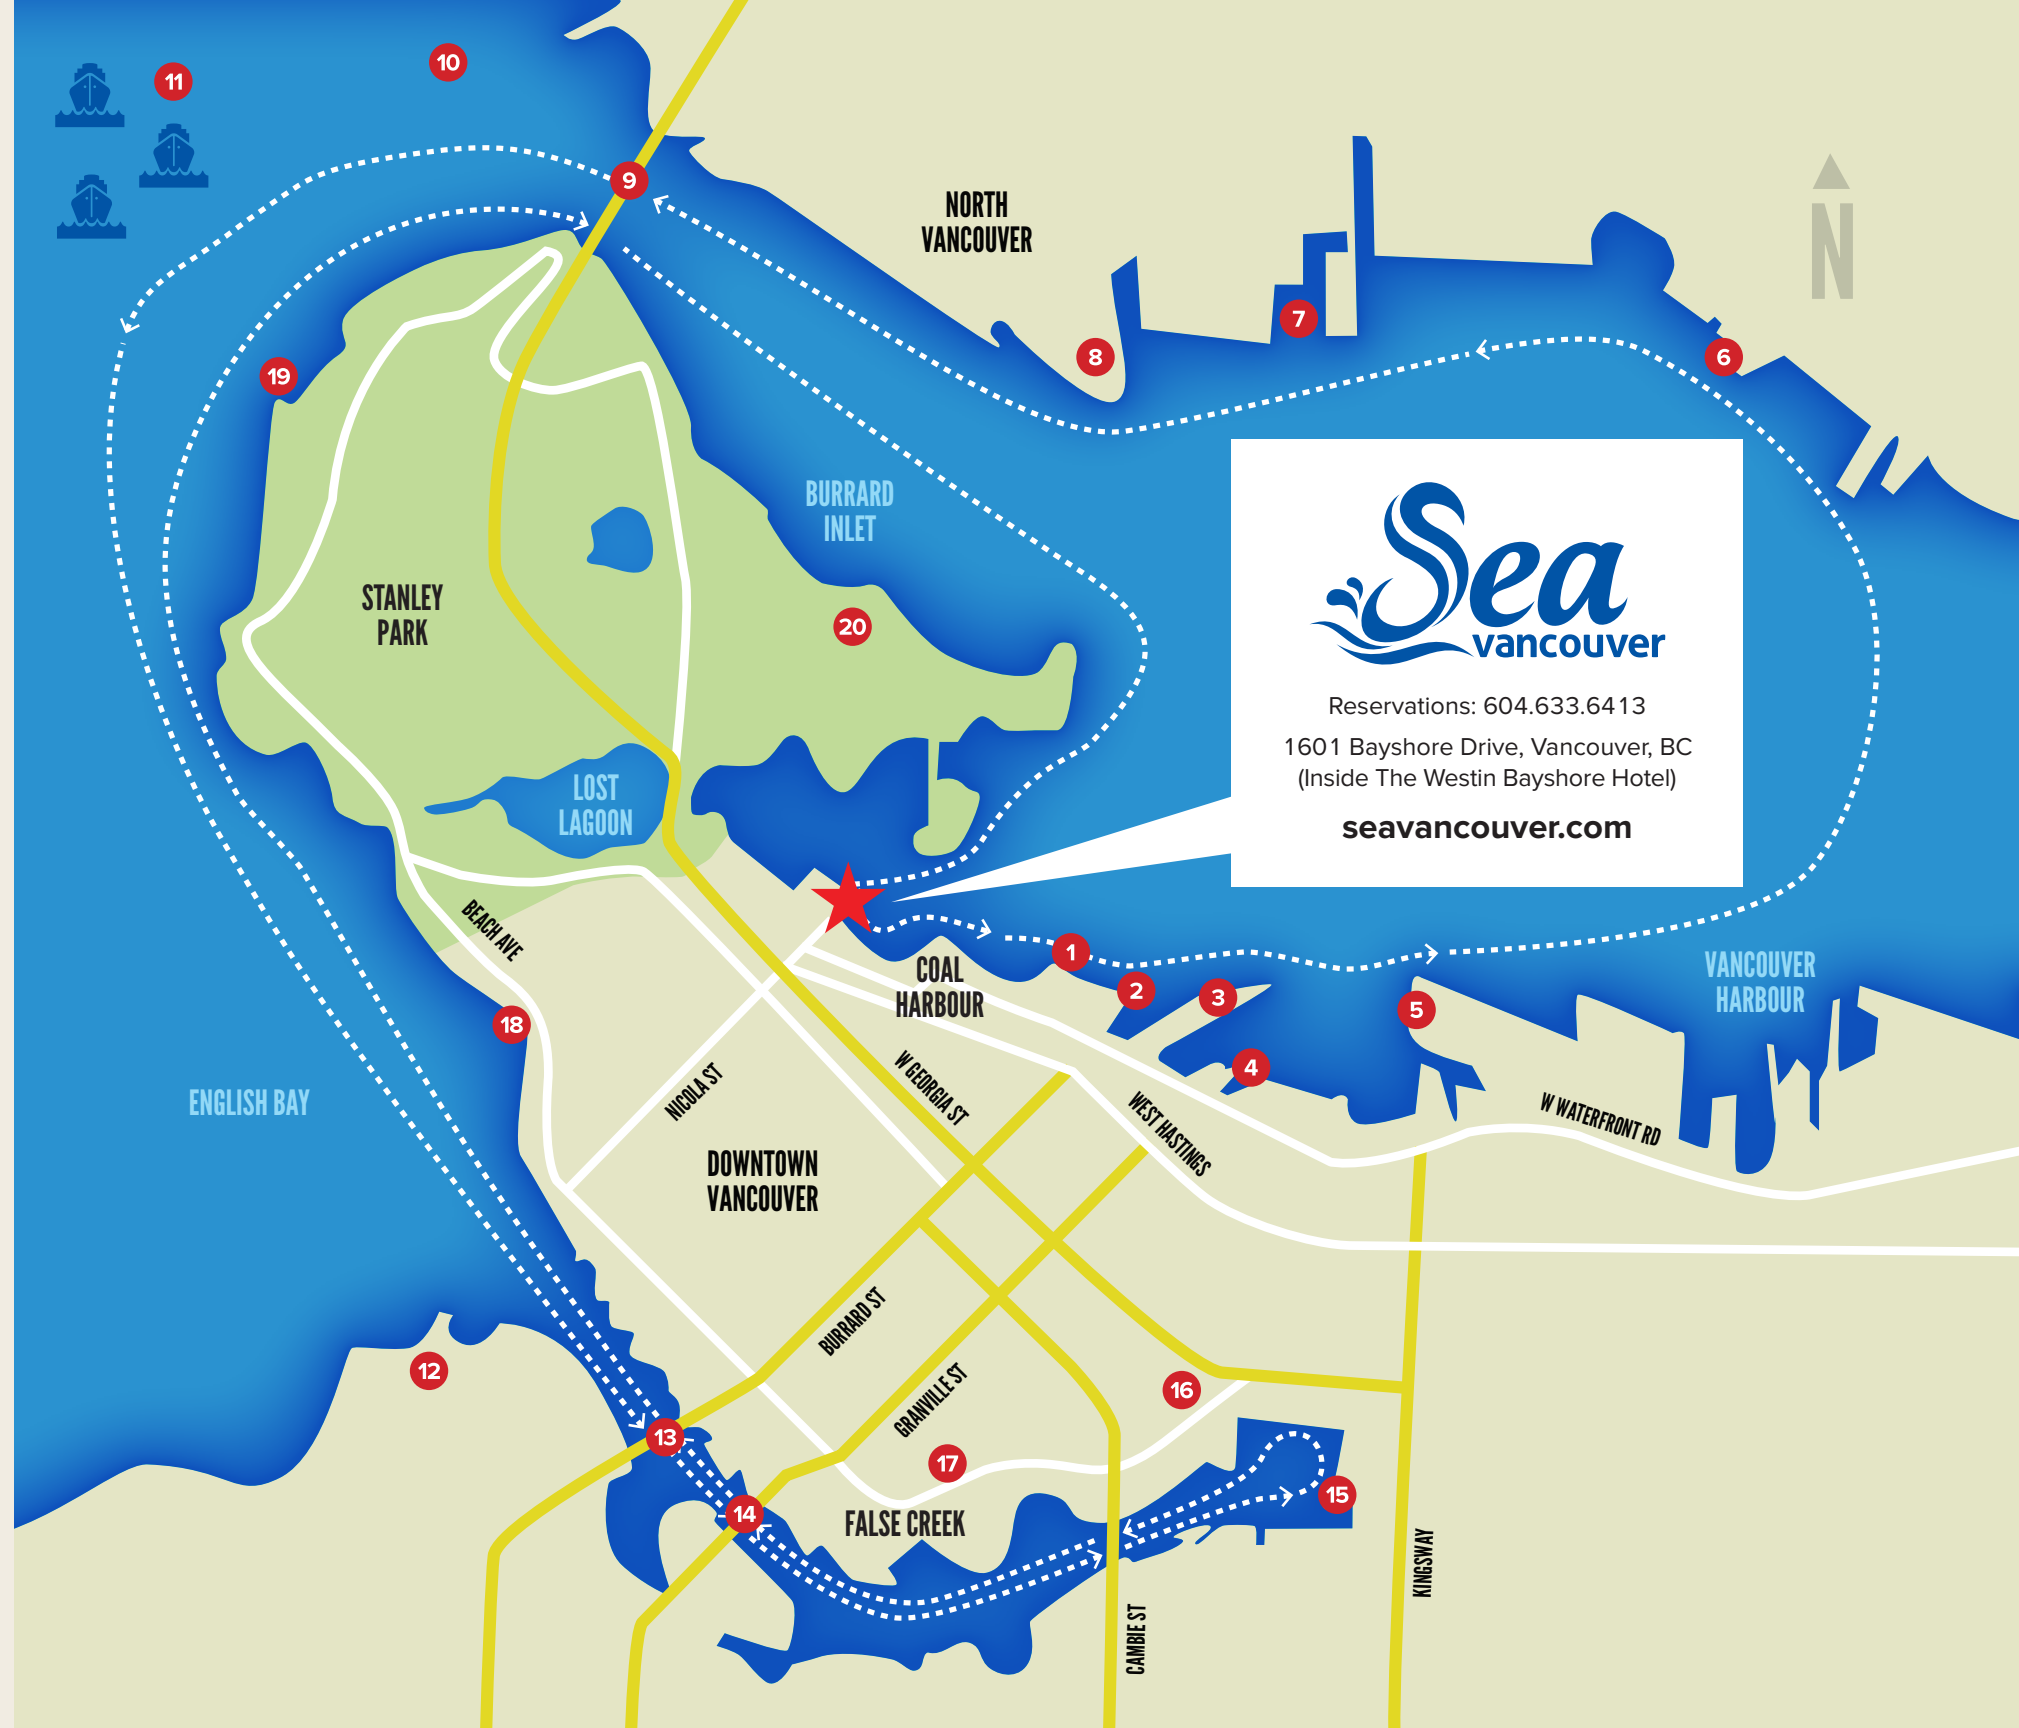 10
11
9
NORTH
VANCOUVER
N
7
8
6
19
BURRARD
INLET
STANLEY
PARK
20
Sea
vancouver
Reservations: 604.633.6413
1601 Bayshore Drive, Vancouver, BC
(Inside The Westin Bayshore Hotel)
seavancouver.com
LOST
LAGOON
BEACH AVE
COAL
HARBOUR
1
2
3
4
5
VANCOUVER
HARBOUR
18
ENGLISH BAY
NICOLA ST
W GEORGIA ST
WEST HASTINGS
W WATERFRONT RD
DOWNTOWN
VANCOUVER
BURRARD ST
GRANVILLE ST
12
13
14
16
17
15
FALSE CREEK
CAMBIE ST
KINGSWAY